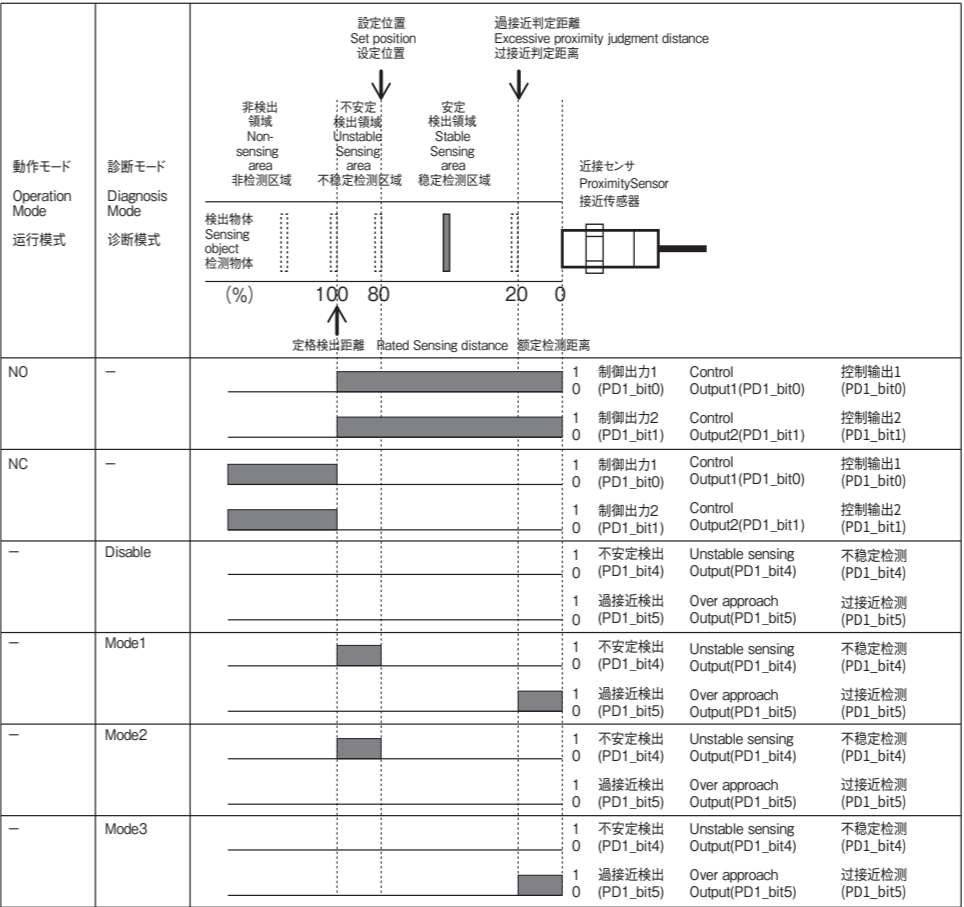 設定位置
Set position
设定位置
過接近判定距離
Excessive proximity judgment distance
过接近判定距离
動作モード
Operation
Mode
运行模式
診断モード
Diagnosis
Mode
诊断模式
非検出
領域
Non-
sensing
area
非检测区域
不安定
検出領域
Unstable
Sensing
area
不稳定检测区域
安定
検出領域
Stable
Sensing
area
稳定检测区域
近接センサ
ProximitySensor
接近传感器
検出物体
Sensing
object
检测物体
(%) 100 80 20 0
定格検出距離 Rated Sensing distance 额定检测距离
NO －
1 制御出力1 Control 控制输出1
0 (PD1_bit0) Output1(PD1_bit0) (PD1_bit0)
1 制御出力2 Control 控制输出2
0 (PD1_bit1) Output2(PD1_bit1) (PD1_bit1)
NC －
1 制御出力1 Control 控制输出1
0 (PD1_bit0) Output1(PD1_bit0) (PD1_bit0)
1 制御出力2 Control 控制输出2
0 (PD1_bit1) Output2(PD1_bit1) (PD1_bit1)
－ Disable
1 不安定検出 Unstable sensing 不稳定检测
0 (PD1_bit4) Output(PD1_bit4) (PD1_bit4)
1 過接近検出 Over approach 过接近检测
0 (PD1_bit5) Output(PD1_bit5) (PD1_bit5)
－ Mode1
1 不安定検出 Unstable sensing 不稳定检测
0 (PD1_bit4) Output(PD1_bit4) (PD1_bit4)
1 過接近検出 Over approach 过接近检测
0 (PD1_bit5) Output(PD1_bit5) (PD1_bit5)
－ Mode2
1 不安定検出 Unstable sensing 不稳定检测
0 (PD1_bit4) Output(PD1_bit4) (PD1_bit4)
1 過接近検出 Over approach 过接近检测
0 (PD1_bit5) Output(PD1_bit5) (PD1_bit5)
－ Mode3
1 不安定検出 Unstable sensing 不稳定检测
0 (PD1_bit4) Output(PD1_bit4) (PD1_bit4)
1 過接近検出 Over approach 过接近检测
0 (PD1_bit5) Output(PD1_bit5) (PD1_bit5)